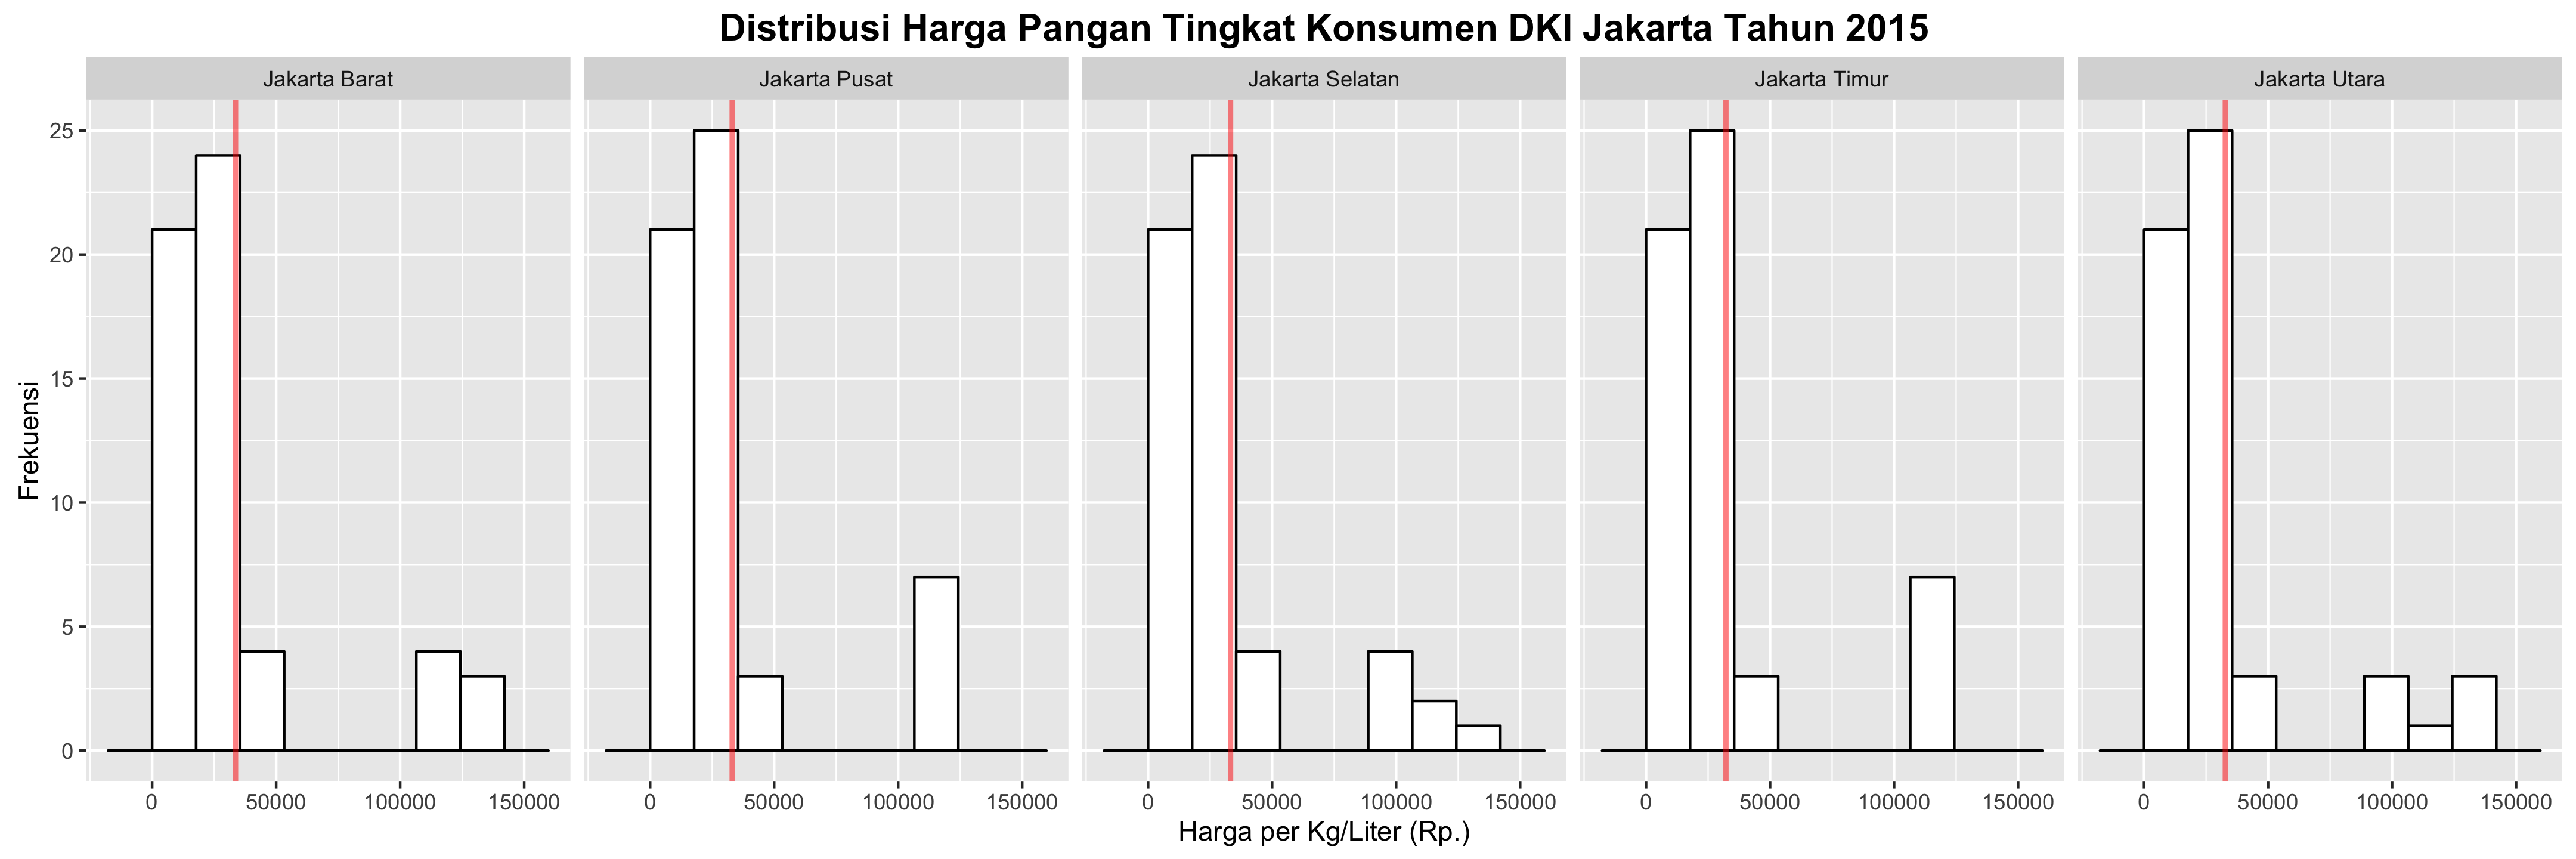 Distribusi Harga Pangan Tingkat Konsumen DKI Jakarta Tahun 2015
Jakarta Barat Jakarta Pusat Jakarta Selatan Jakarta Timur Jakarta Utara
25
20
15
10
5
0
Frekuensi
0 50000 100000 150000 0 50000 100000 150000 0 50000 100000 150000 0 50000 100000 150000 0 50000 100000 150000
Harga per Kg/Liter (Rp.)